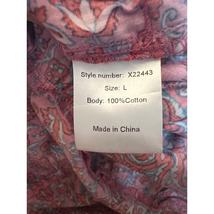 Style number: X22443
Size: L
Body: 100%Cotton
Made in China